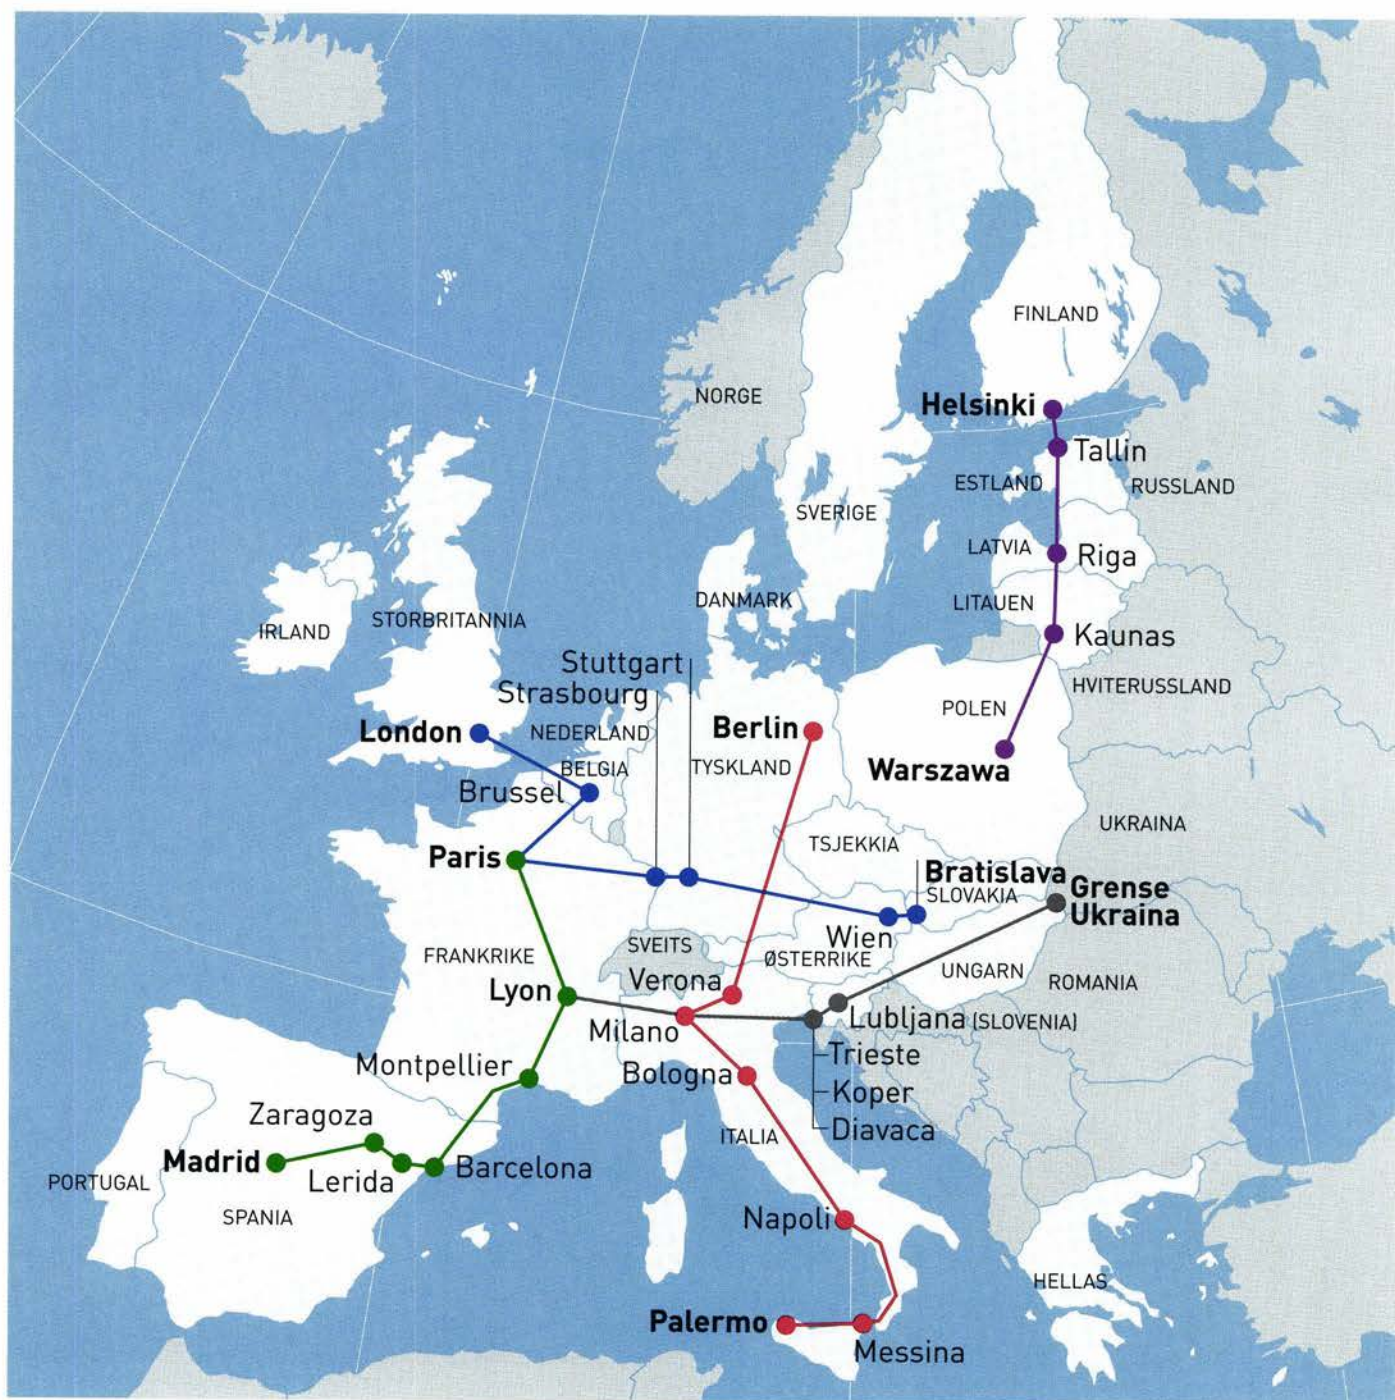 FINLAND
NORGE
Helsinki
Tallin
ESTLAND
RUSSLAND
SVERIGE
LATVIA
Riga
DANMARK
LITAUEN
STORBRITANNIA
IRLAND
Kaunas
Stuttgart
Strasbourg
HVITERUSSLAND
POLEN
London
NEDERLAND
Berlin
BELGIA
TYSKLAND
Warszawa
Brussel
UKRAINA
TSJEKKIA
Paris
Bratislava
SLOVAKIA
Grense
Ukraina
Wien
SVEITS
FRANKRIKE
ØSTERRIKE
UNGARN
Verona
ROMANIA
Lyon
Lubljana (SLOVENIA)
Milano
Trieste
Montpellier
Bologna
Koper
Zaragoza
Diavaca
ITALIA
Madrid
Barcelona
PORTUGAL
Lerida
SPANIA
Napoli
HELLAS
Palermo
Messina